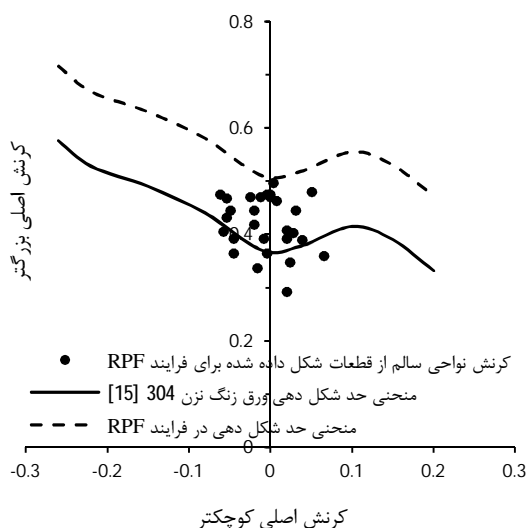 0.8
0.6
0.4
0.2
0
کرنش اصلی بزرگتر
کرنش نواحی سالم از قطعات شکل داده شده برای فرایند RPF
منحنی حد شکل دهی ورق زنگ نزن 304 [15]
منحنی حد شکل دهی در فرایند RPF
-0.3 -0.2 -0.1 0 0.1 0.2 0.3
کرنش اصلی کوچکتر